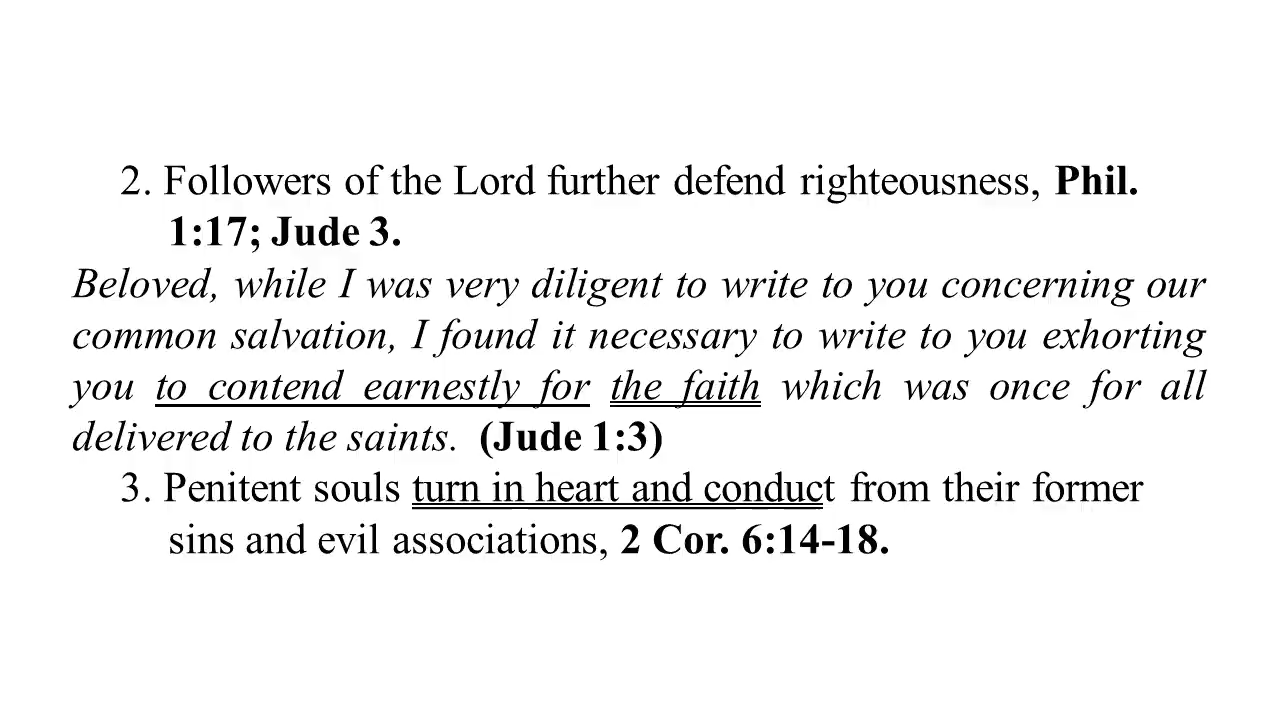 2. Followers of the Lord further defend righteousness, Phil.
1:17; Jude 3.
Beloved, while I was very diligent to write to you concerning our
common salvation, I found it necessary to write to you exhorting
you to contend earnestly for the faith which was once for all
delivered to the saints. (Jude 1:3)
3. Penitent souls turn in heart and conduct from their former
sins and evil associations, 2 Cor. 6:14-18.